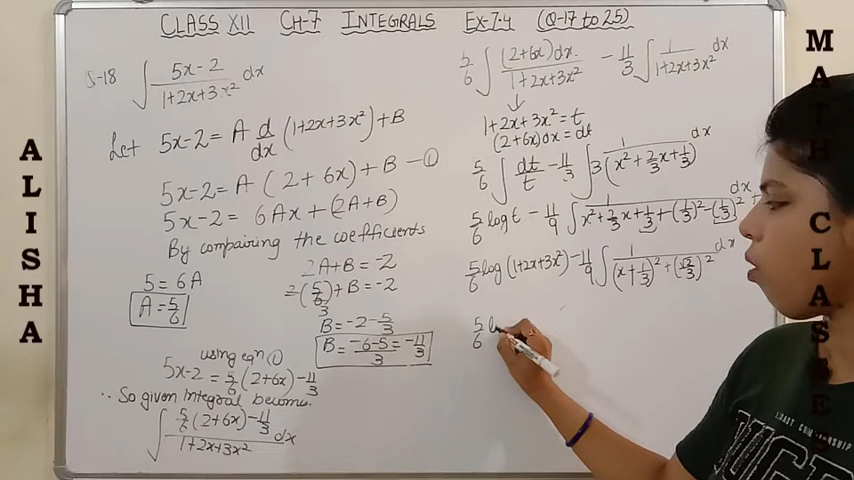 CLASS XII CH-7 INTEGRALS EX-7.4 (Q-17 to 25)
ALISHA
MATH CLASSES
∫ (5x-2)/(1+2x+3x²) dx
Let 5x-2 = A d/dx (1+2x+3x²) + B
5x-2 = A (2+6x) + B -①
5x-2 = 6Ax + (2A+B)
By compairing the coefficients
5 = 6A
A = 5/6
2A+B = -2
2(5/6)+B = -2
3
B = -2-5/3
B = (-6-5)/3 = -11/3
using eqn ①
5x-2 = 5/6 (2+6x) - 11/3
∴ So given Integral becomes.
∫ (5/6 (2+6x) - 11/3)/(1+2x+3x²) dx
5/6 ∫ (2+6x)dx/(1+2x+3x²) - 11/3 ∫ 1/(1+2x+3x²) dx
↓
1+2x+3x² = t
(2+6x)dx = dt
5/6 ∫ dt/t - 11/3 ∫ 1/3(x²+2/3x+1/3) dx
5/6 log t - 11/9 ∫ 1/(x²+2/3x+1/3+(1/3)²-(1/3)²) dx
5/6 log (1+2x+3x²) - 11/9 ∫ 1/((x+1/3)²+(√2/3)²) dx
5/6 lo